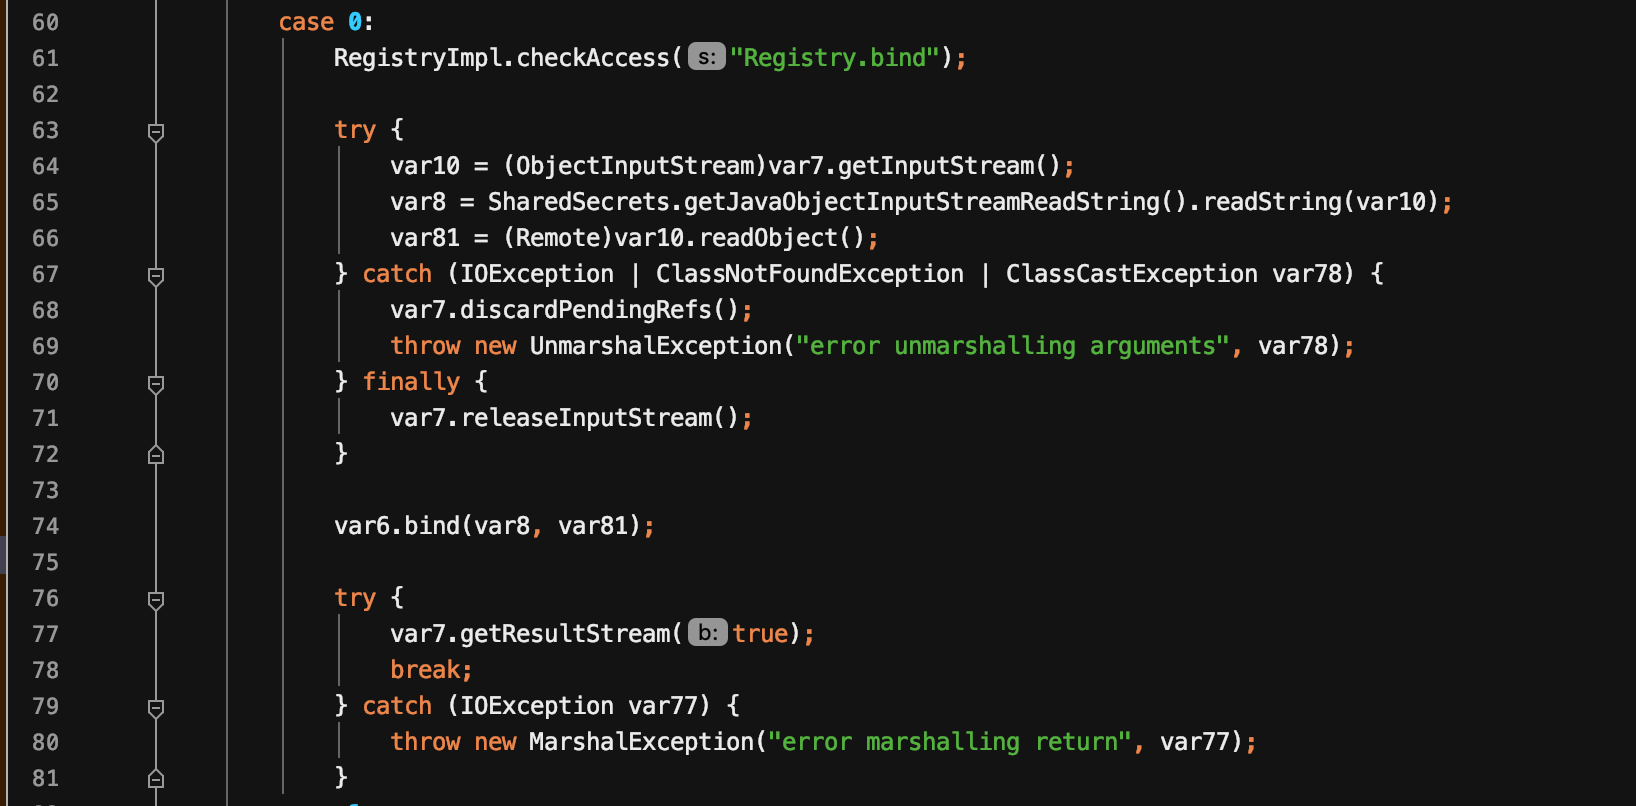 60 case 0:
61 RegistryImpl.checkAccess( s: "Registry.bind");
62
63 try {
64 var10 = (ObjectInputStream)var7.getInputStream();
65 var8 = SharedSecrets.getJavaObjectInputStreamReadString().readString(var10);
66 var81 = (Remote)var10.readObject();
67 } catch (IOException | ClassNotFoundException | ClassCastException var78) {
68 var7.discardPendingRefs();
69 throw new UnmarshalException("error unmarshalling arguments", var78);
70 } finally {
71 var7.releaseInputStream();
72 }
73
74 var6.bind(var8, var81);
75
76 try {
77 var7.getResultStream( b: true);
78 break;
79 } catch (IOException var77) {
80 throw new MarshalException("error marshalling return", var77);
81 }